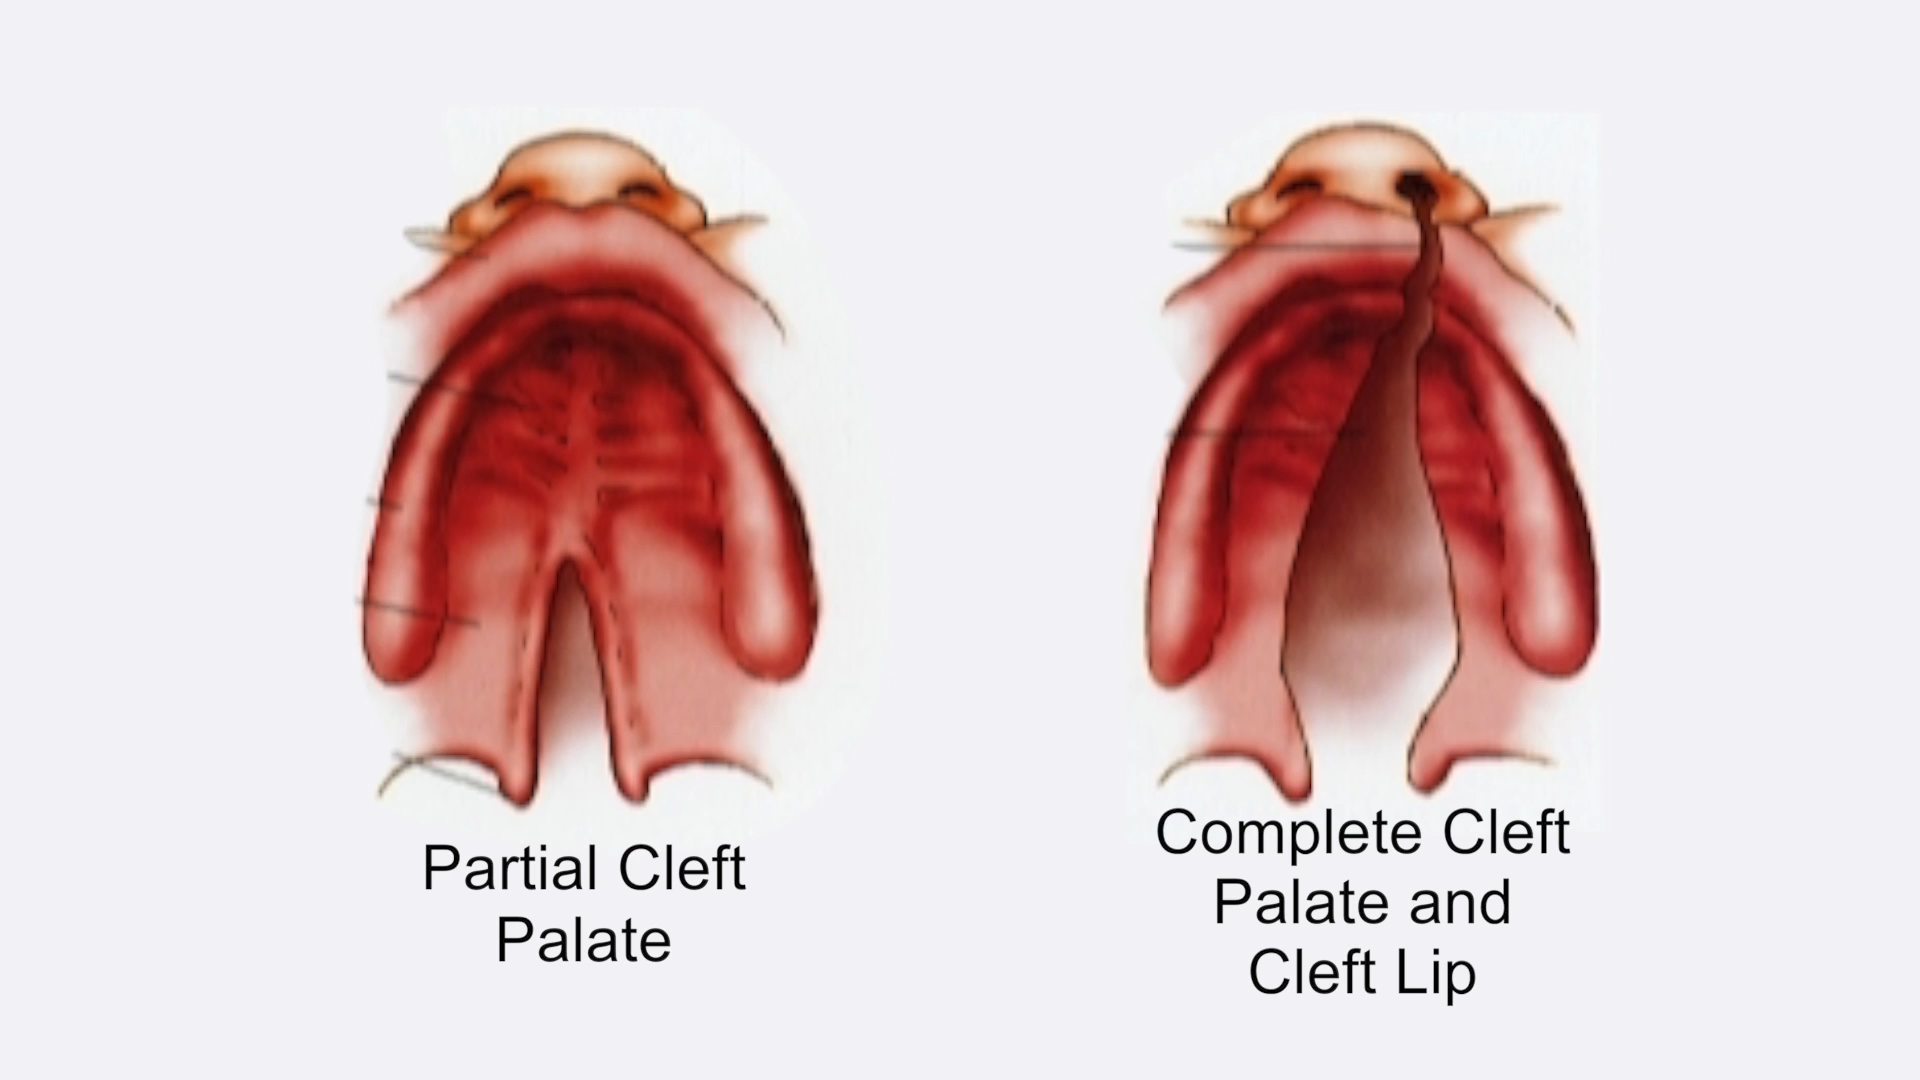 Partial Cleft
Palate
Complete Cleft
Palate and
Cleft Lip